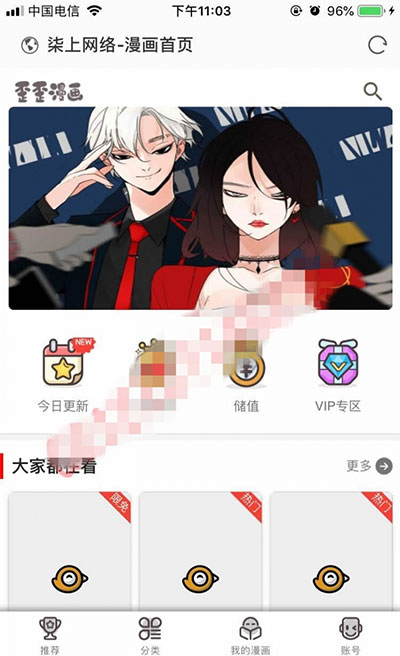 中国电信 下午11:03 96%
柒上网络-漫画首页
歪歪漫画
NEW
今日更新 储值 VIP专区
大家都在看 更多
限免 热门 热门
推荐 分类 我的漫画 账号